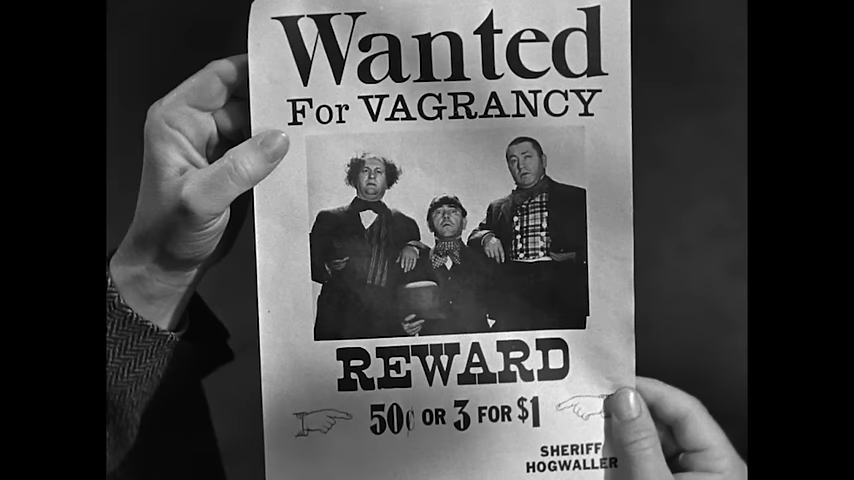 Wanted
For VAGRANCY
REWARD
50¢ OR 3 FOR $1
SHERIFF
HOGWALLER